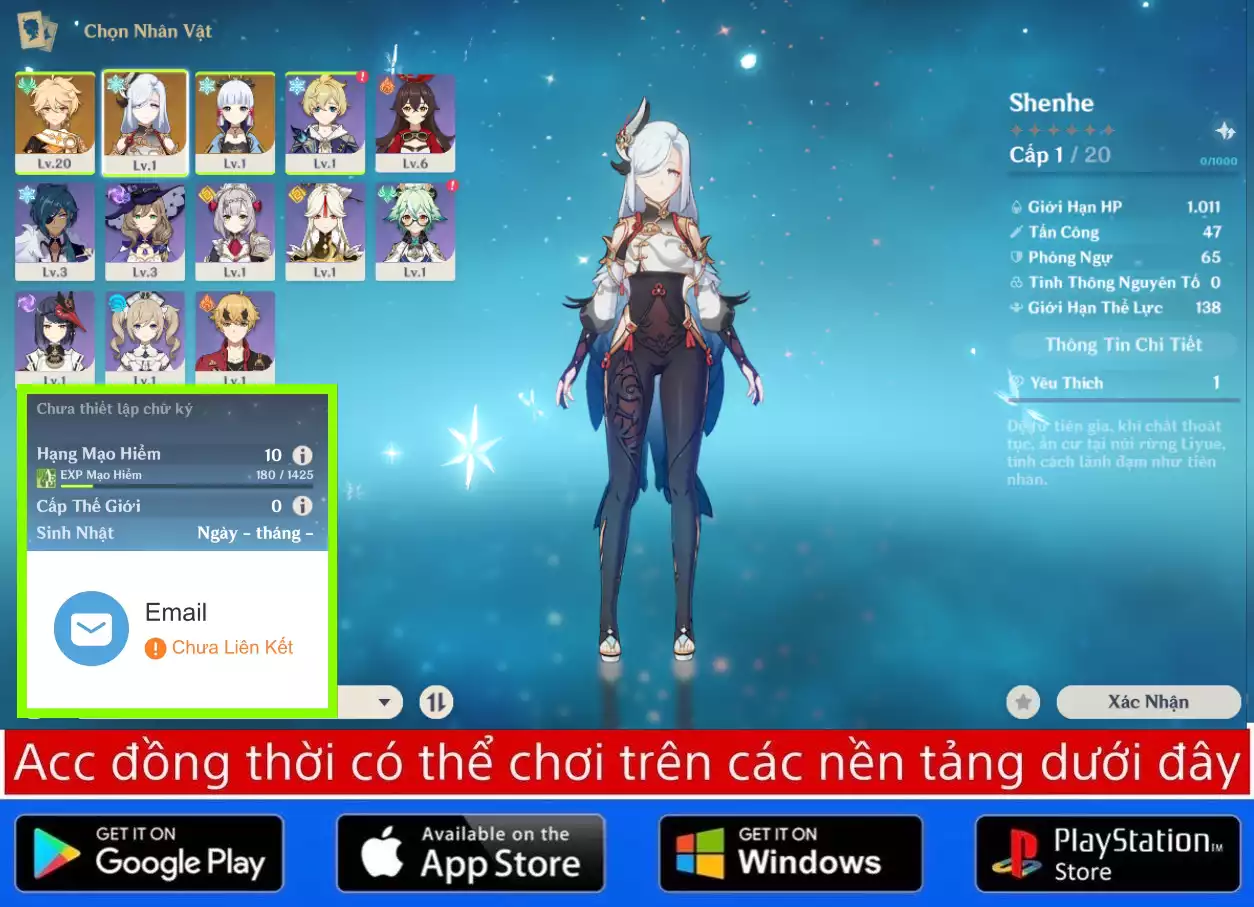 Chọn Nhân Vật
Lv.20
Lv.1
Lv.1
Lv.1
Lv.6
Lv.3
Lv.3
Lv.1
Lv.1
Lv.1
Lv.1
Lv.1
Lv.1
Chưa thiết lập chữ ký
Hạng Mạo Hiểm 10
EXP Mạo Hiểm 180 / 1425
Cấp Thế Giới 0
Sinh Nhật Ngày – tháng –
Email
Chưa Liên Kết
Shenhe
Cấp 1 / 20
0/1000
Giới Hạn HP 1.011
Tấn Công 47
Phòng Ngự 65
Tinh Thông Nguyên Tố 0
Giới Hạn Thể Lực 138
Thông Tin Chi Tiết
Yêu Thích 1
Đệ tử tiên gia, khí chất thoát
tục, ẩn cư tại núi rừng Liyue,
tính cách lãnh đạm như tiên
nhân.
Xác Nhận
Acc đồng thời có thể chơi trên các nền tảng dưới đây
GET IT ON
Google Play
Available on the
App Store
GET IT ON
Windows
PlayStation TM
Store